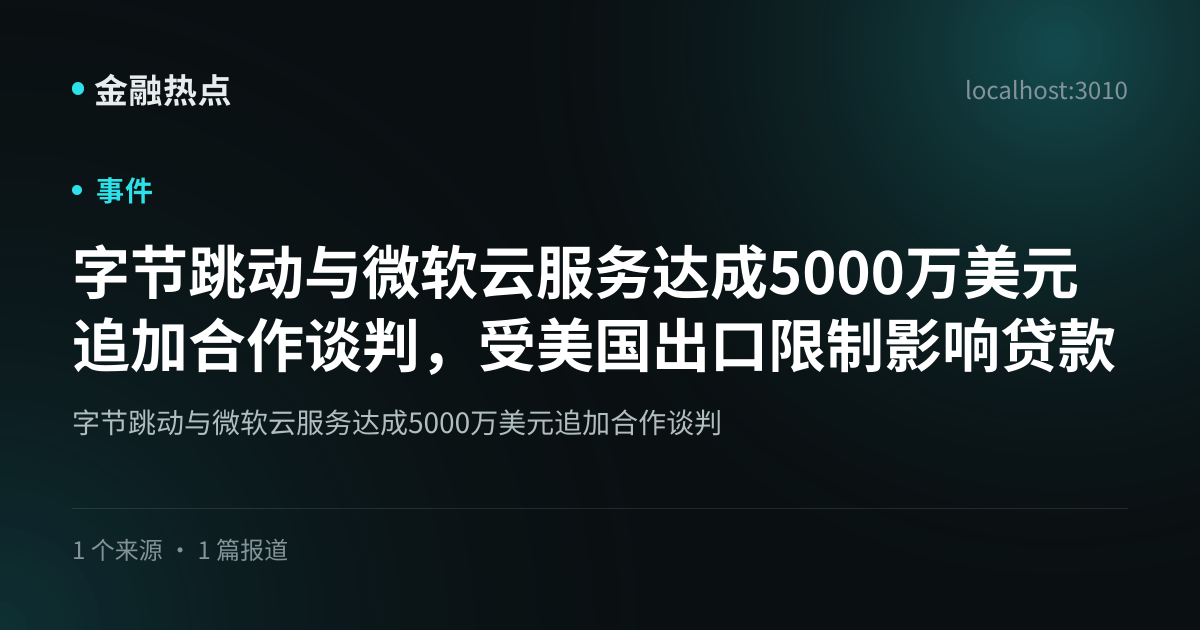 金融热点
localhost:3010
事件
字节跳动与微软云服务达成5000万美元
追加合作谈判，受美国出口限制影响贷款
字节跳动与微软云服务达成5000万美元追加合作谈判
1 个来源 · 1 篇报道